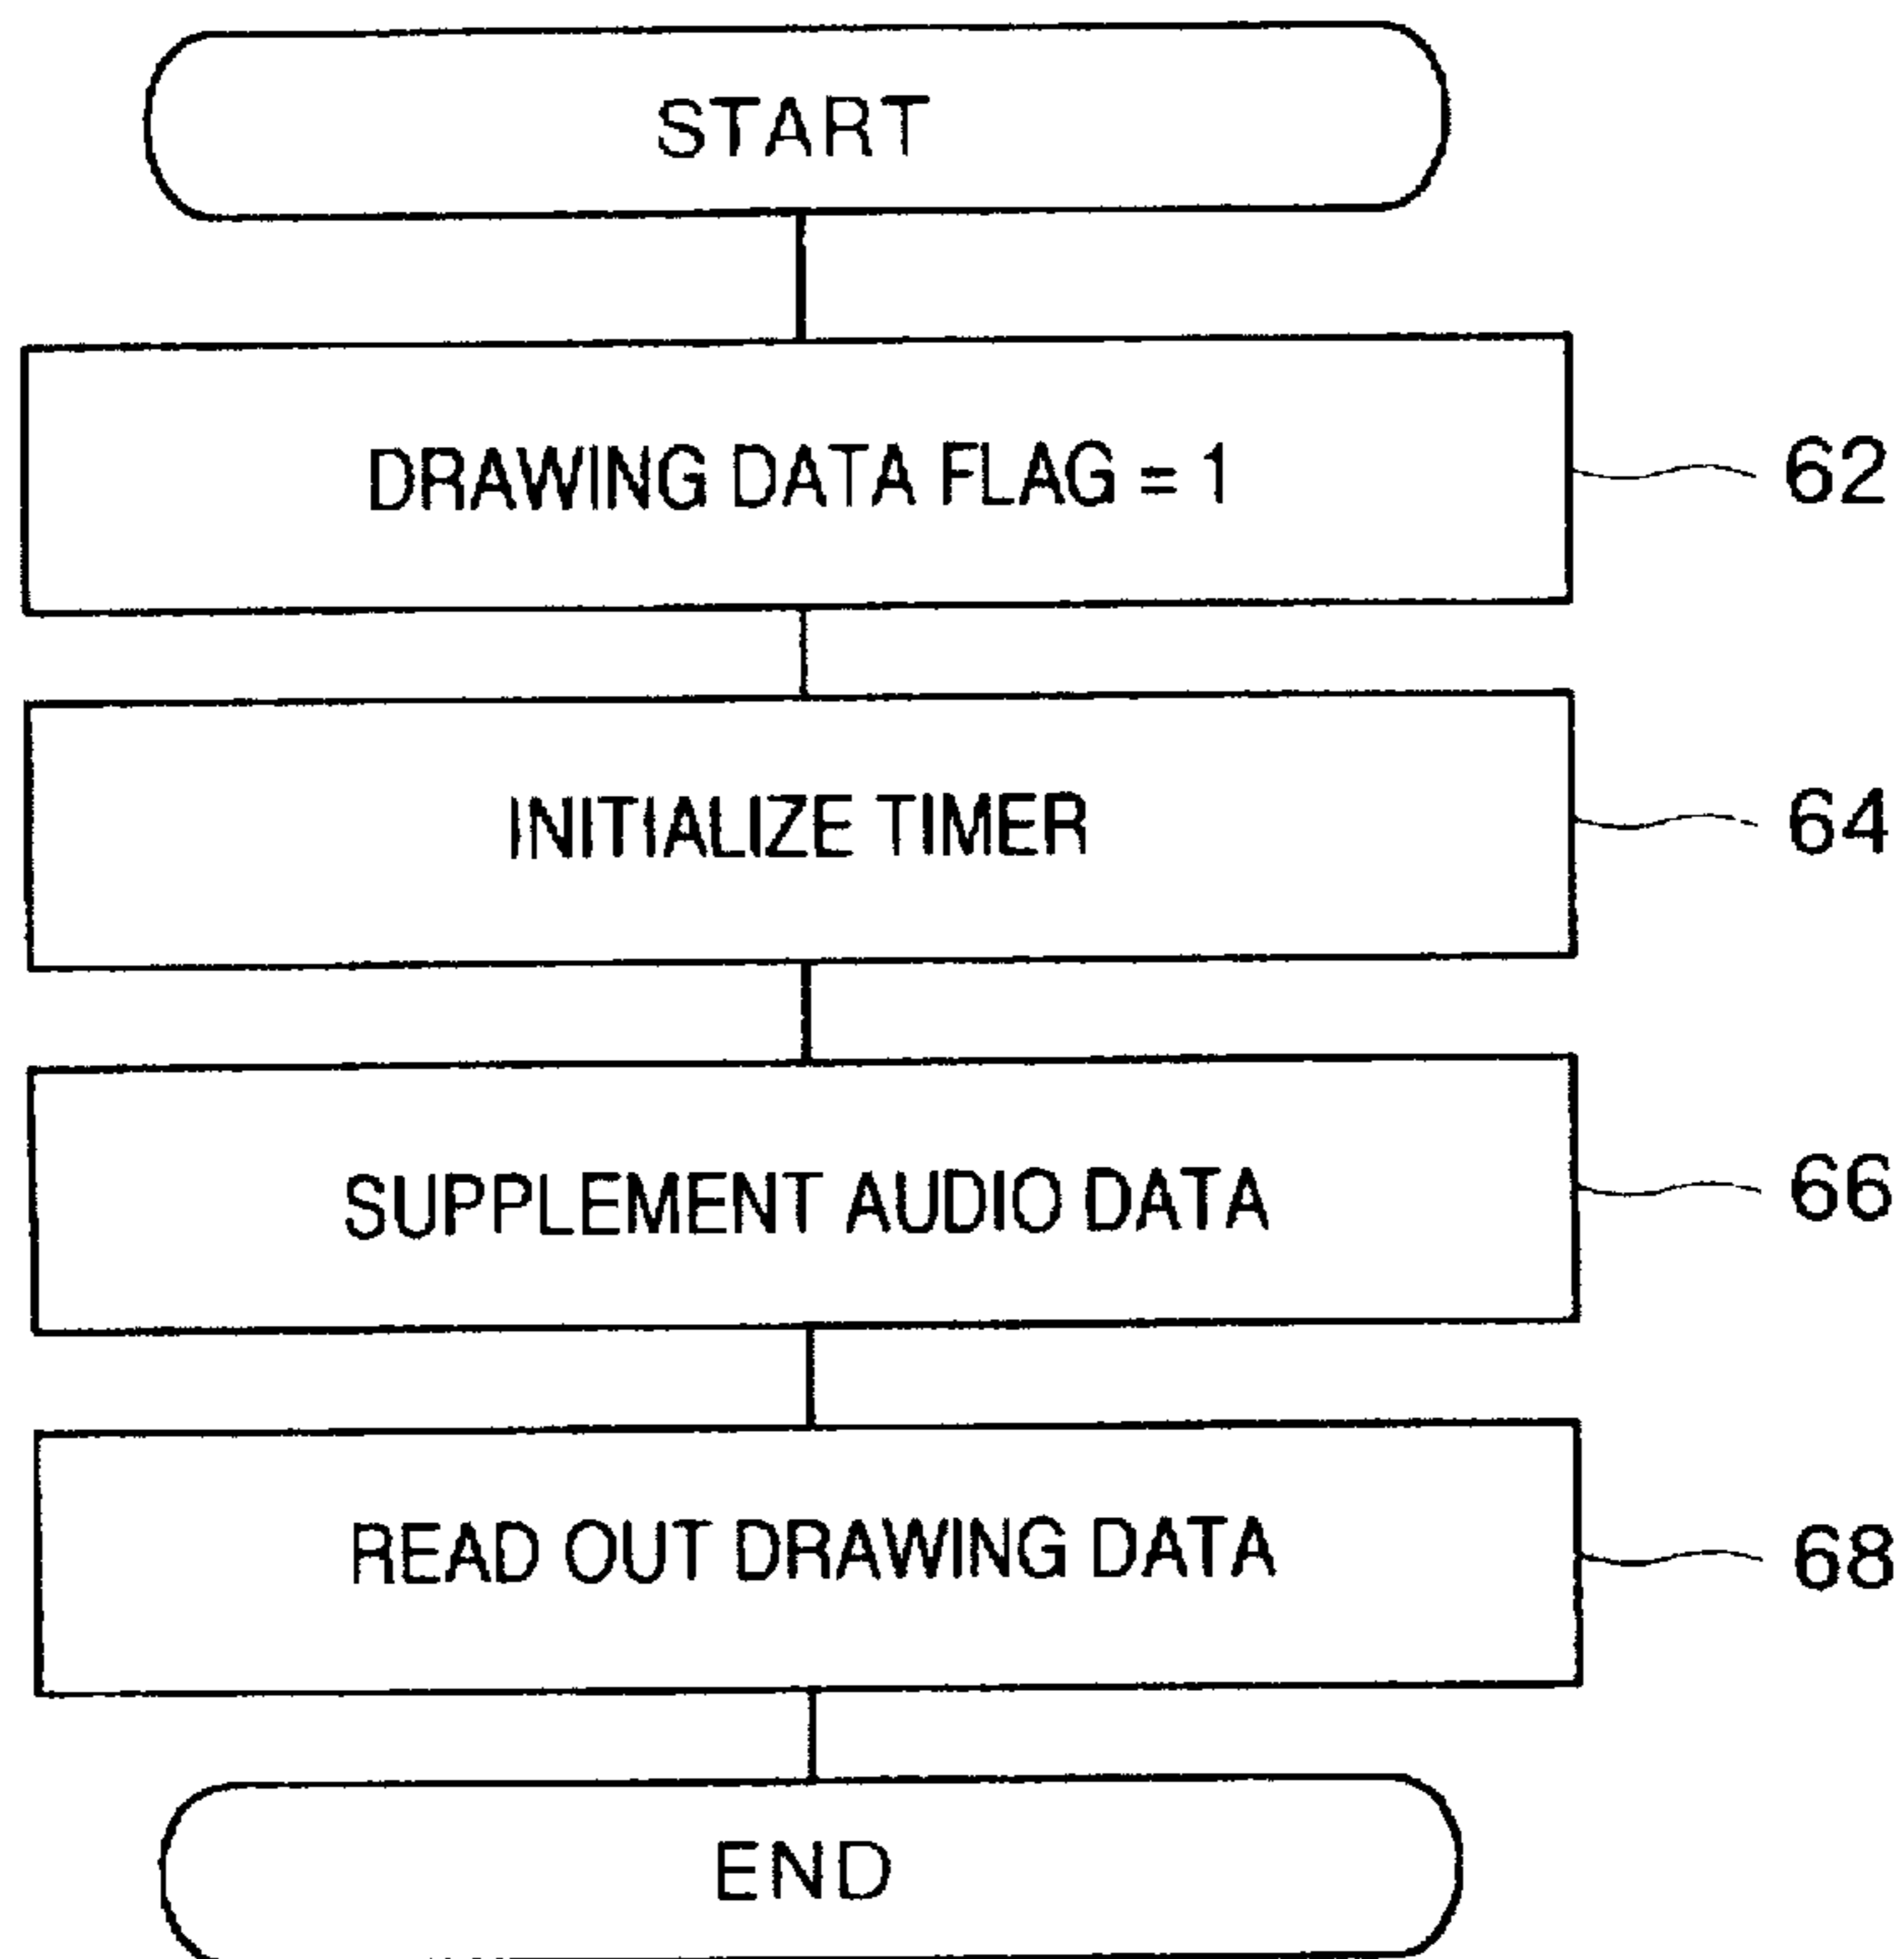 START
DRAWING DATA FLAG = 1
62
INITIALIZE TIMER
64
SUPPLEMENT AUDIO DATA
66
READ OUT DRAWING DATA
68
END